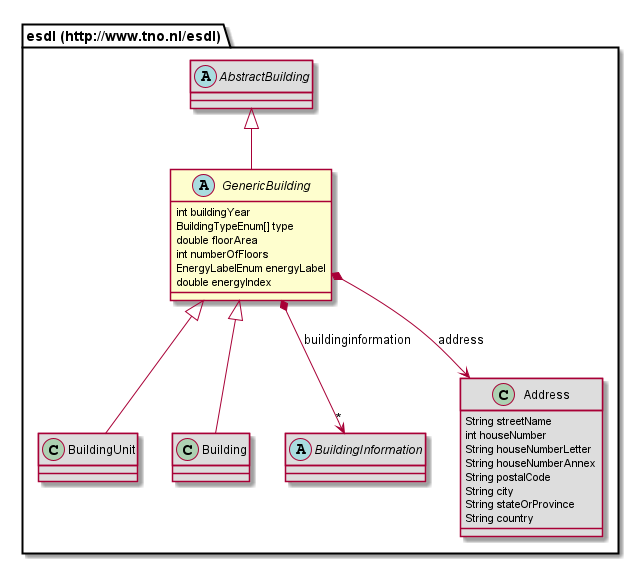 esdl (http://www.tno.nl/esdl)
A AbstractBuilding
A GenericBuilding
int buildingYear
BuildingTypeEnum[] type
double floorArea
int numberOfFloors
EnergyLabelEnum energyLabel
double energyIndex
buildinginformation
address
*
C BuildingUnit
C Building
A BuildingInformation
C Address
String streetName
int houseNumber
String houseNumberLetter
String houseNumberAnnex
String postalCode
String city
String stateOrProvince
String country